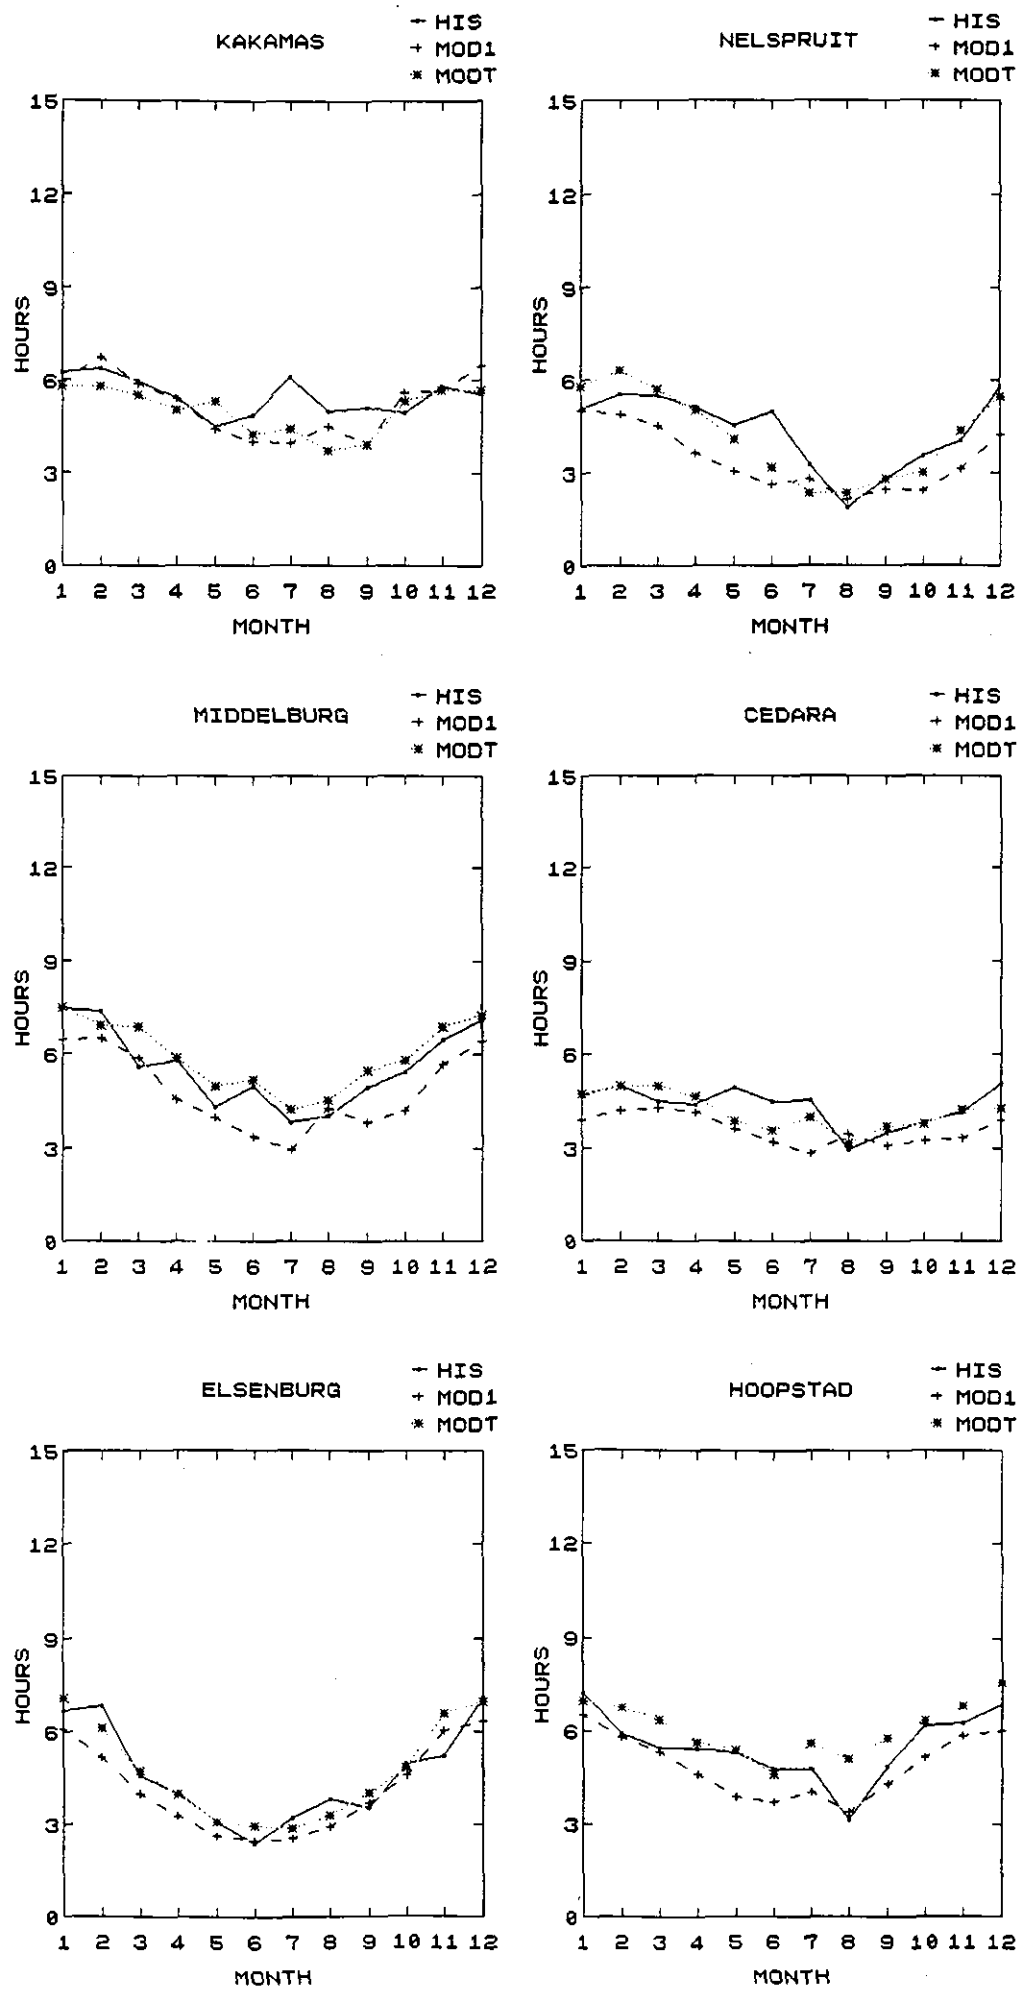 KAKAMAS
HIS
MOD1
MODT
15
12
9
6
3
0
HOURS
1 2 3 4 5 6 7 8 9 10 11 12
MONTH
NELSPRUIT
HIS
MOD1
MODT
15
12
9
6
3
0
HOURS
1 2 3 4 5 6 7 8 9 10 11 12
MONTH
MIDDELBURG
HIS
MOD1
MODT
15
12
9
6
3
0
HOURS
1 2 3 4 5 6 7 8 9 10 11 12
MONTH
CEDARA
HIS
MOD1
MODT
15
12
9
6
3
0
HOURS
1 2 3 4 5 6 7 8 9 10 11 12
MONTH
ELSENBURG
HIS
MOD1
MODT
15
12
9
6
3
0
HOURS
1 2 3 4 5 6 7 8 9 10 11 12
MONTH
HOOPSTAD
HIS
MOD1
MODT
15
12
9
6
3
0
HOURS
1 2 3 4 5 6 7 8 9 10 11 12
MONTH